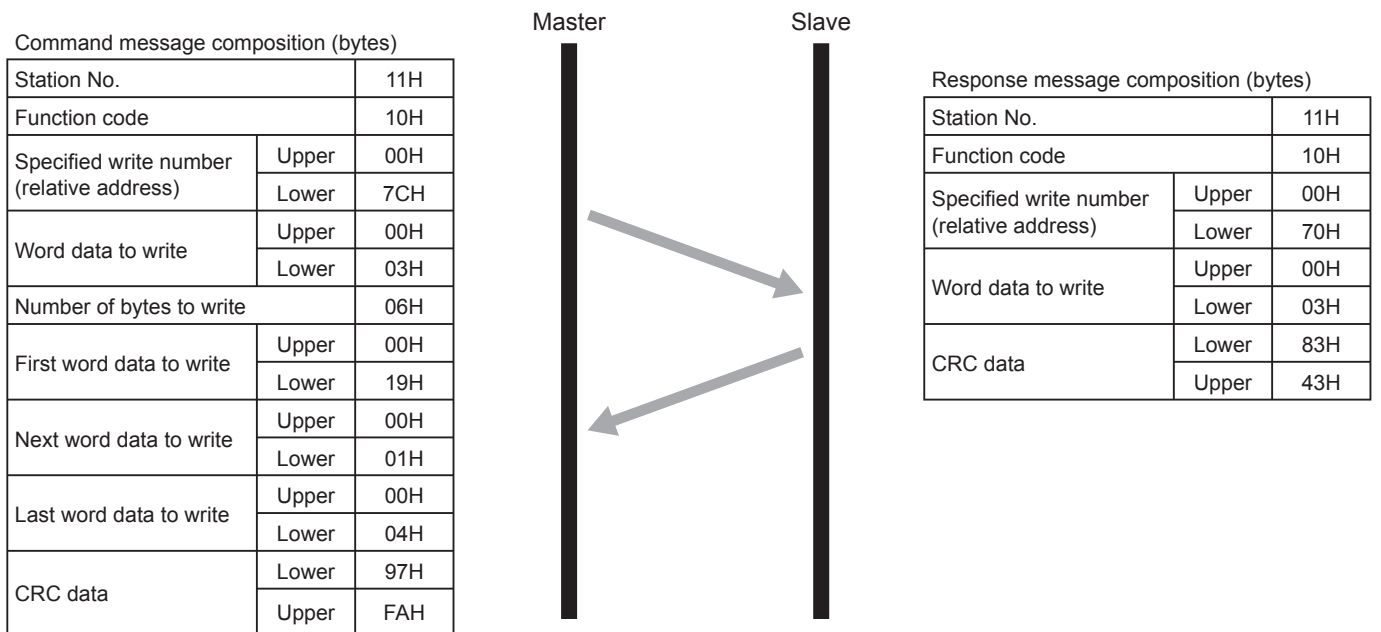 Master Slave
Command message composition (bytes)
Station No. 11H
Function code 10H
Specified write number
(relative address)
Upper 00H
Lower 7CH
Word data to write
Upper 00H
Lower 03H
Number of bytes to write 06H
First word data to write
Upper 00H
Lower 19H
Next word data to write
Upper 00H
Lower 01H
Last word data to write
Upper 00H
Lower 04H
CRC data
Lower 97H
Upper FAH
Response message composition (bytes)
Station No. 11H
Function code 10H
Specified write number
(relative address)
Upper 00H
Lower 70H
Word data to write
Upper 00H
Lower 03H
CRC data
Lower 83H
Upper 43H